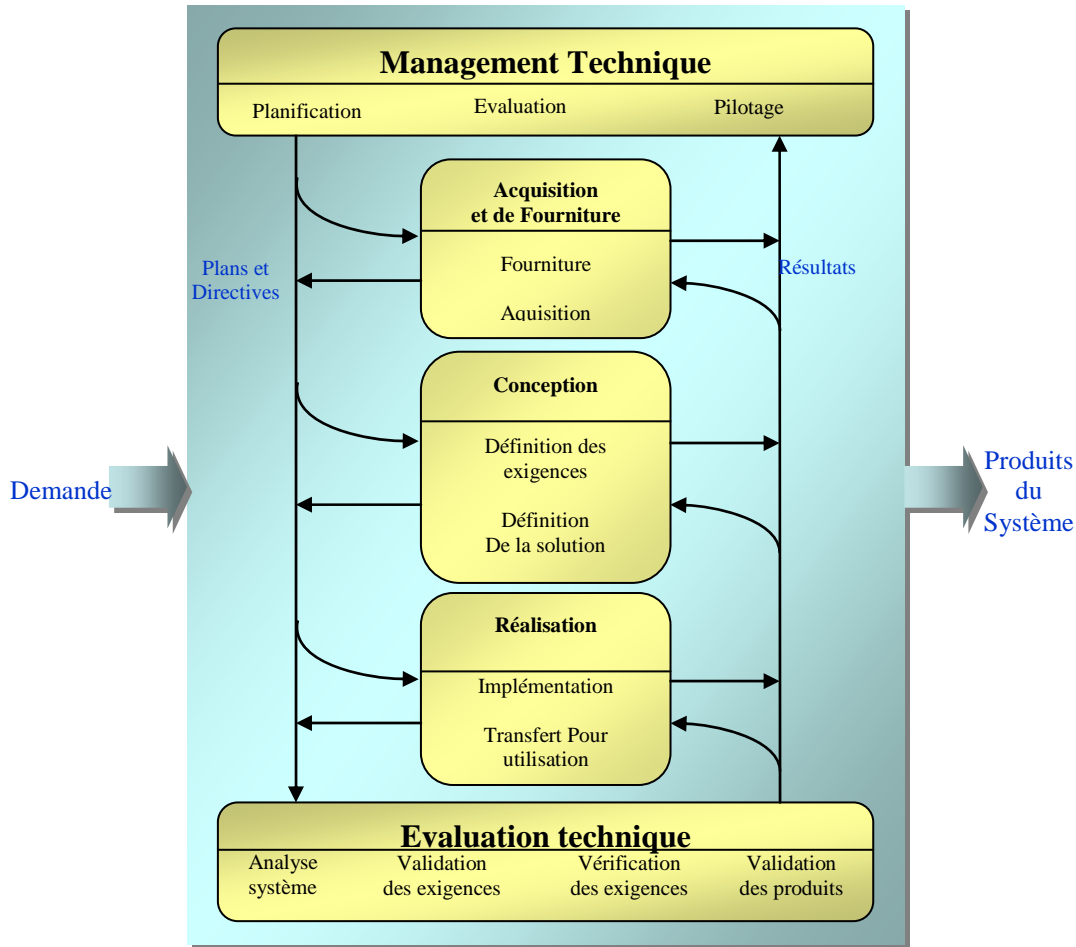 Management Technique
Planification Evaluation Pilotage
Acquisition
et de Fourniture
Fourniture
Aquisition
Plans et
Directives
Résultats
Conception
Définition des
exigences
Définition
De la solution
Demande
Produits
du
Système
Réalisation
Implémentation
Transfert Pour
utilisation
Evaluation technique
Analyse
système
Validation
des exigences
Vérification
des exigences
Validation
des produits